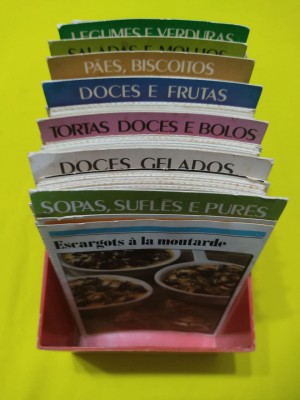 LEGUMES E VERDURAS
SALADAS E MOLHOS
PÃES, BISCOITOS
DOCES E FRUTAS
TORTAS DOCES E BOLOS
DOCES GELADOS
SOPAS, SUFLÊS E PURÊS
Escargots à la moutarde